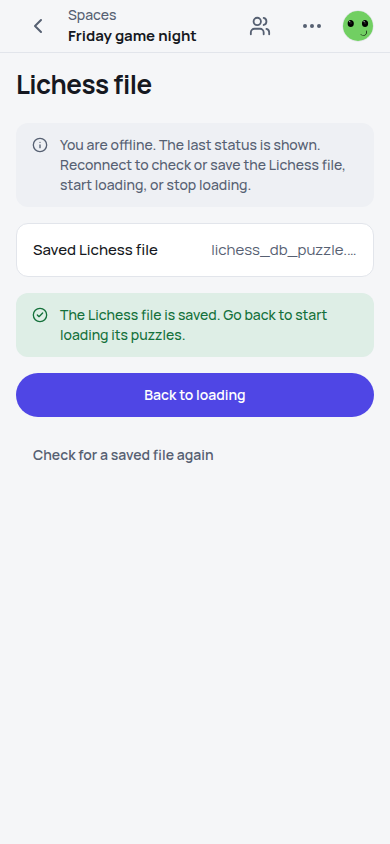 Spaces
Friday game night
Lichess file
You are offline. The last status is shown.
Reconnect to check or save the Lichess file,
start loading, or stop loading.
Saved Lichess file lichess_db_puzzle....
The Lichess file is saved. Go back to start
loading its puzzles.
Back to loading
Check for a saved file again